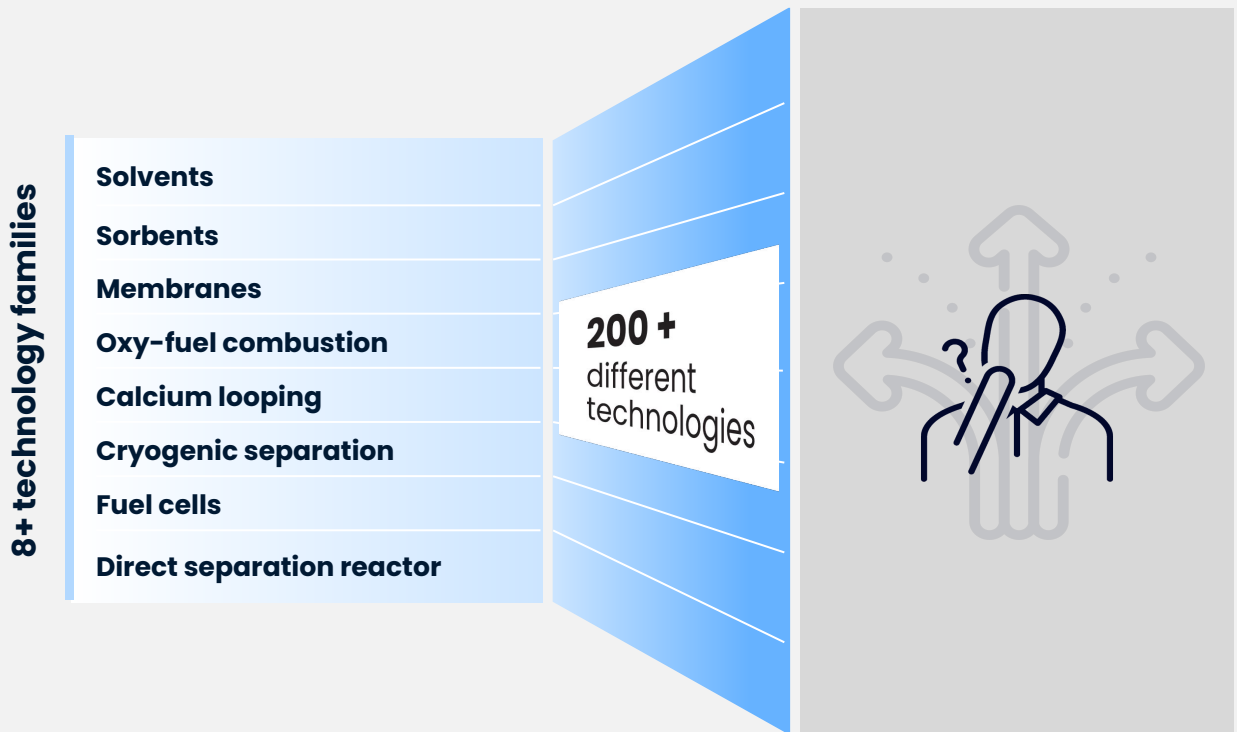 8+ technology families
Solvents
Sorbents
Membranes
Oxy-fuel combustion
Calcium looping
Cryogenic separation
Fuel cells
Direct separation reactor
200 +
different
technologies
?